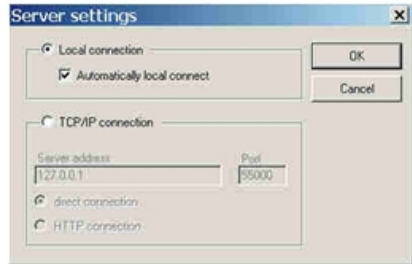 Server settings
Local connection
Automatically local connect
OK
Cancel
TCP/IP connection
Server address
Port
127.0.0.1
55000
direct connection
HTTP connection